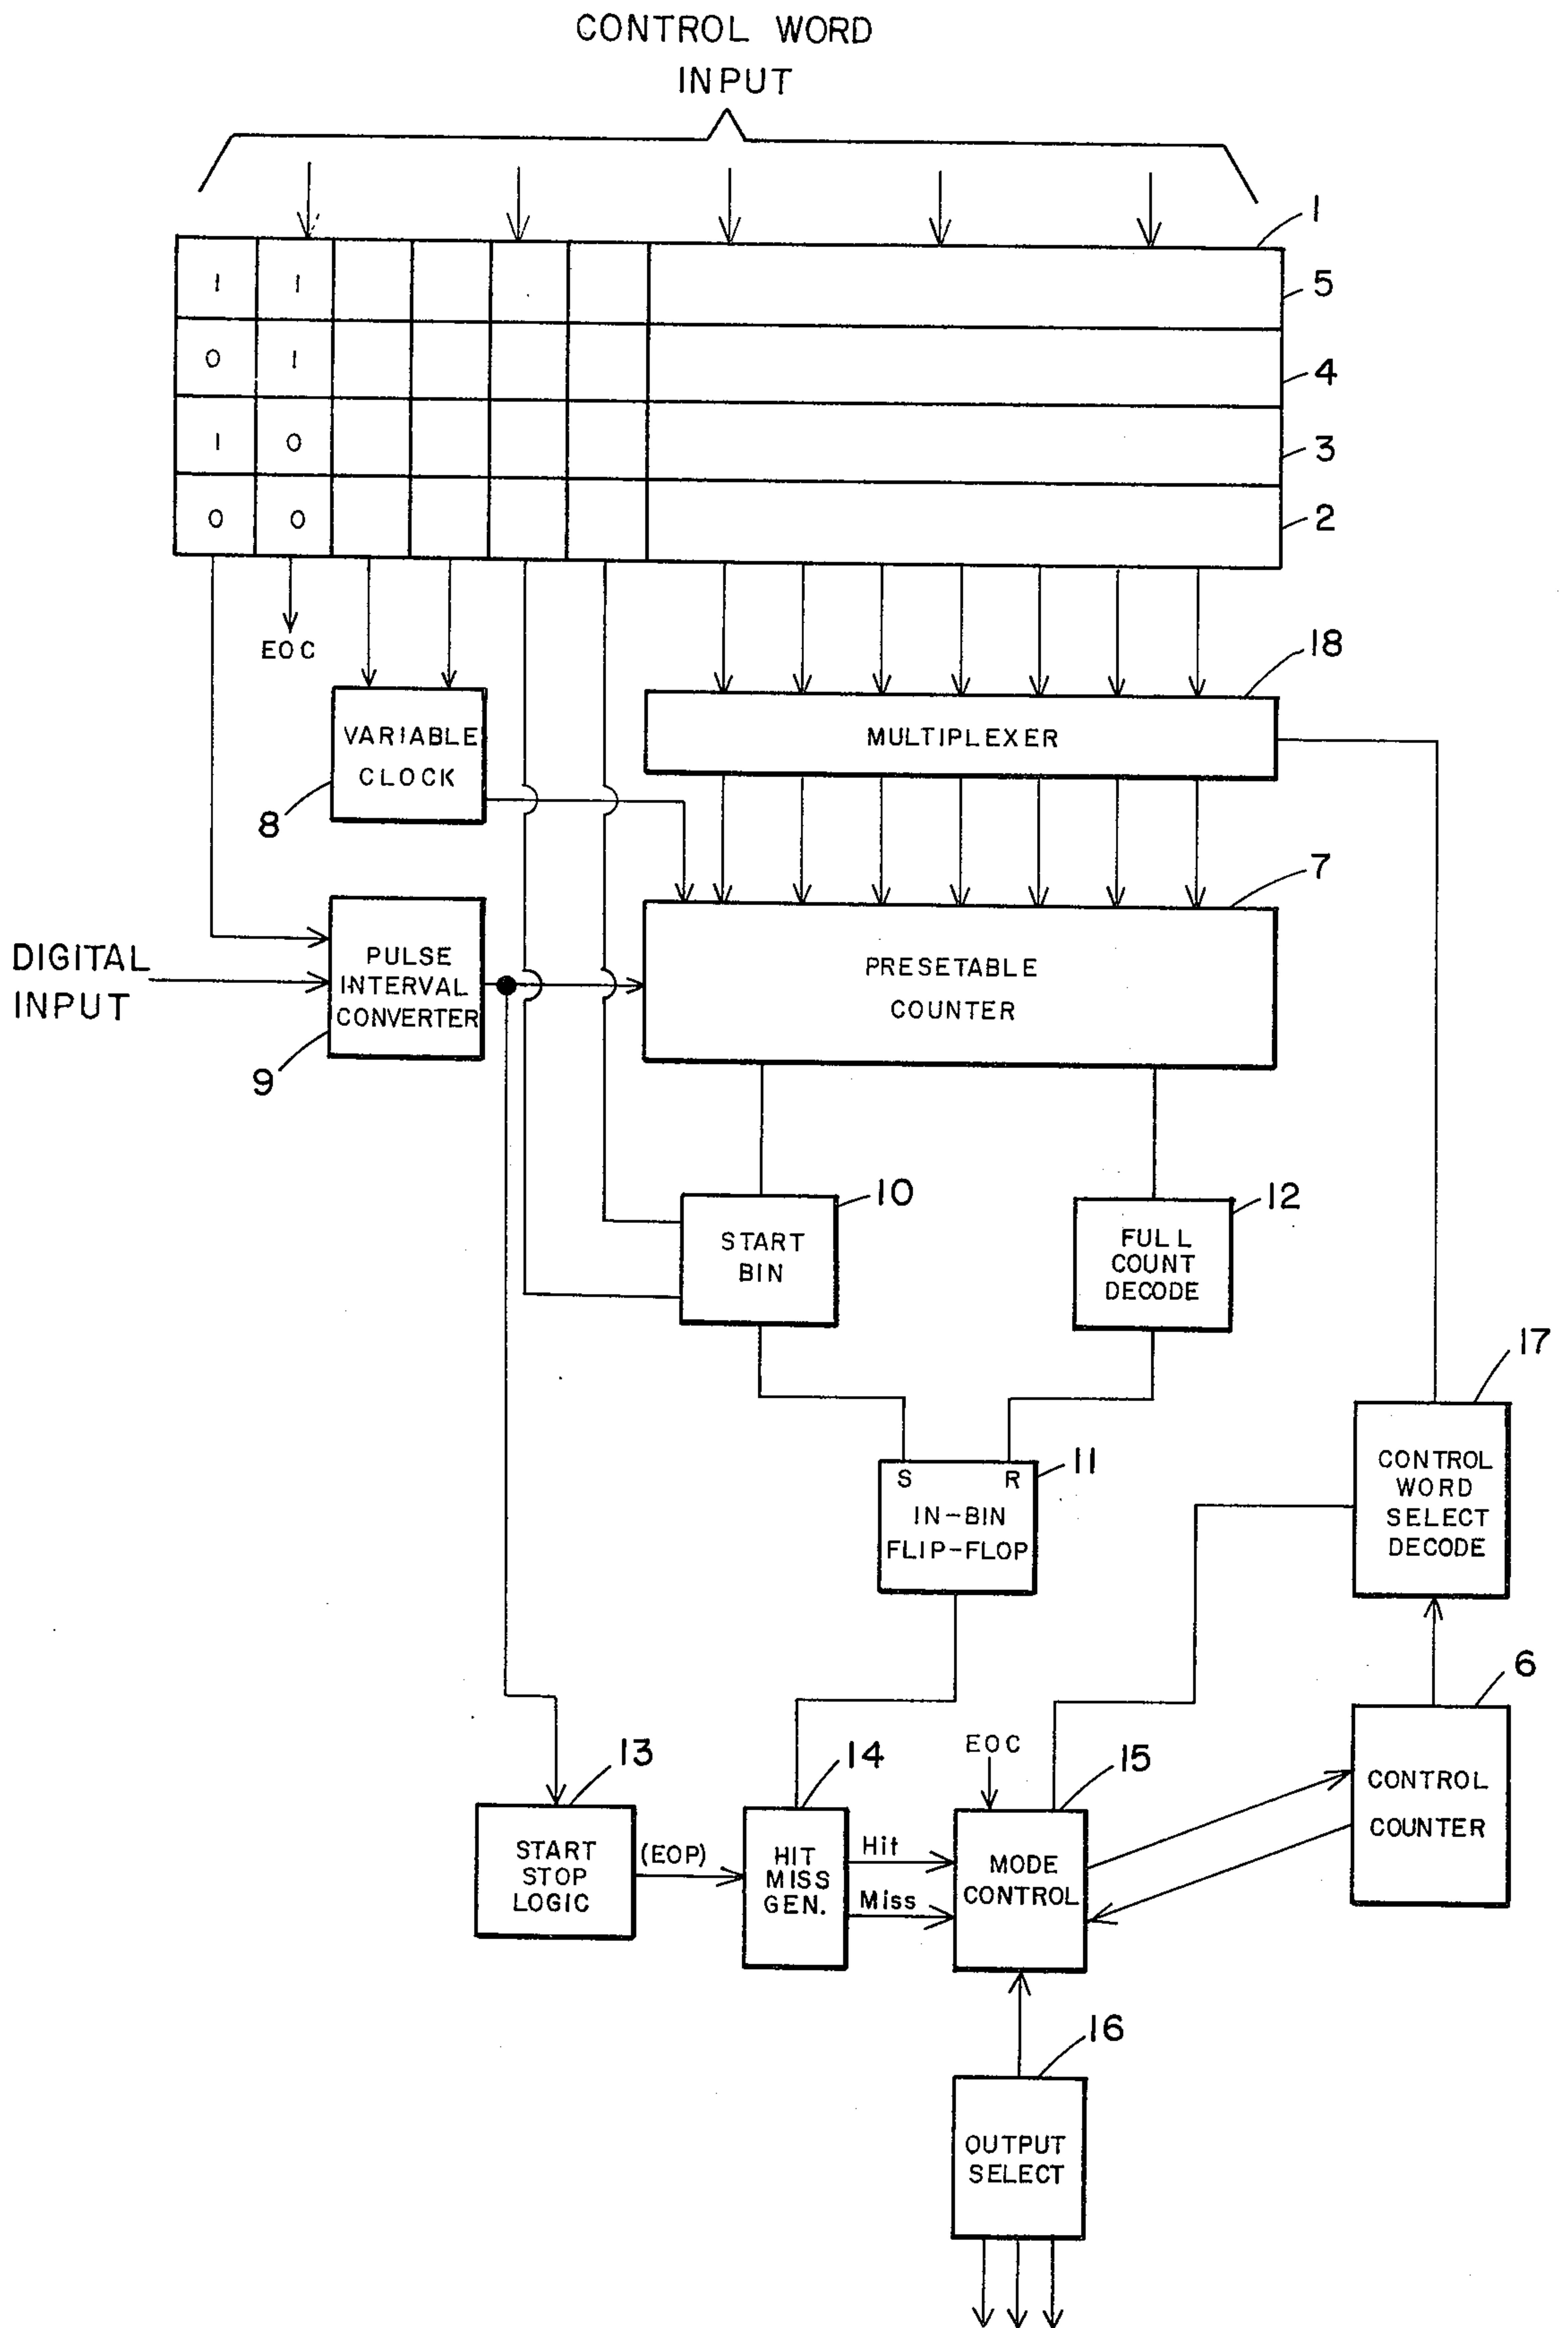 CONTROL WORD
INPUT
1
1 1
5
0 1
4
1 0
3
0 0
2
EOC
18
VARIABLE
CLOCK
MULTIPLEXER
8
7
DIGITAL
INPUT
PULSE
INTERVAL
CONVERTER
PRESETABLE
COUNTER
9
10
12
START
BIN
FULL
COUNT
DECODE
17
11
S R
IN-BIN
FLIP-FLOP
CONTROL
WORD
SELECT
DECODE
6
13
14
EOC
15
CONTROL
COUNTER
START
STOP
LOGIC
(EOP)
HIT
MISS
GEN.
Hit
Miss
MODE
CONTROL
16
OUTPUT
SELECT